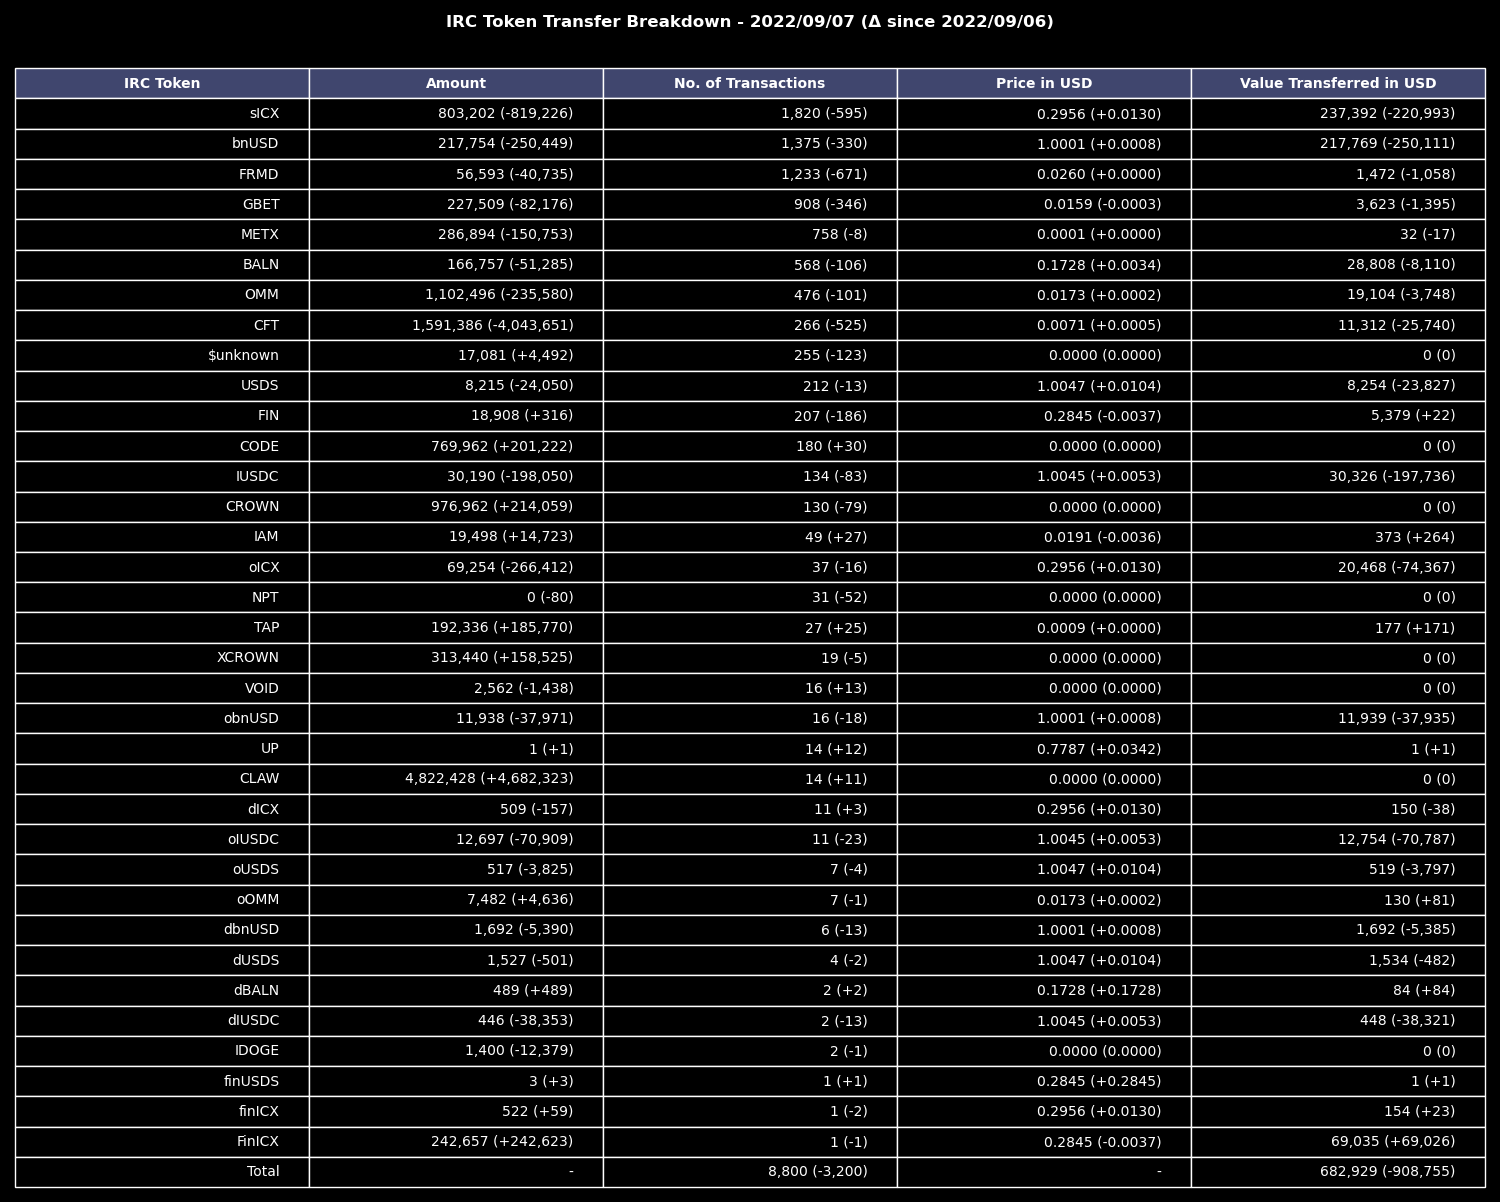 IRC Token Transfer Breakdown - 2022/09/07 (Δ since 2022/09/06)
IRC Token Amount No. of Transactions Price in USD Value Transferred in USD
sICX 803,202 (-819,226) 1,820 (-595) 0.2956 (+0.0130) 237,392 (-220,993)
bnUSD 217,754 (-250,449) 1,375 (-330) 1.0001 (+0.0008) 217,769 (-250,111)
FRMD 56,593 (-40,735) 1,233 (-671) 0.0260 (+0.0000) 1,472 (-1,058)
GBET 227,509 (-82,176) 908 (-346) 0.0159 (-0.0003) 3,623 (-1,395)
METX 286,894 (-150,753) 758 (-8) 0.0001 (+0.0000) 32 (-17)
BALN 166,757 (-51,285) 568 (-106) 0.1728 (+0.0034) 28,808 (-8,110)
OMM 1,102,496 (-235,580) 476 (-101) 0.0173 (+0.0002) 19,104 (-3,748)
CFT 1,591,386 (-4,043,651) 266 (-525) 0.0071 (+0.0005) 11,312 (-25,740)
$unknown 17,081 (+4,492) 255 (-123) 0.0000 (0.0000) 0 (0)
USDS 8,215 (-24,050) 212 (-13) 1.0047 (+0.0104) 8,254 (-23,827)
FIN 18,908 (+316) 207 (-186) 0.2845 (-0.0037) 5,379 (+22)
CODE 769,962 (+201,222) 180 (+30) 0.0000 (0.0000) 0 (0)
IUSDC 30,190 (-198,050) 134 (-83) 1.0045 (+0.0053) 30,326 (-197,736)
CROWN 976,962 (+214,059) 130 (-79) 0.0000 (0.0000) 0 (0)
IAM 19,498 (+14,723) 49 (+27) 0.0191 (-0.0036) 373 (+264)
oICX 69,254 (-266,412) 37 (-16) 0.2956 (+0.0130) 20,468 (-74,367)
NPT 0 (-80) 31 (-52) 0.0000 (0.0000) 0 (0)
TAP 192,336 (+185,770) 27 (+25) 0.0009 (+0.0000) 177 (+171)
XCROWN 313,440 (+158,525) 19 (-5) 0.0000 (0.0000) 0 (0)
VOID 2,562 (-1,438) 16 (+13) 0.0000 (0.0000) 0 (0)
obnUSD 11,938 (-37,971) 16 (-18) 1.0001 (+0.0008) 11,939 (-37,935)
UP 1 (+1) 14 (+12) 0.7787 (+0.0342) 1 (+1)
CLAW 4,822,428 (+4,682,323) 14 (+11) 0.0000 (0.0000) 0 (0)
dICX 509 (-157) 11 (+3) 0.2956 (+0.0130) 150 (-38)
oIUSDC 12,697 (-70,909) 11 (-23) 1.0045 (+0.0053) 12,754 (-70,787)
oUSDS 517 (-3,825) 7 (-4) 1.0047 (+0.0104) 519 (-3,797)
oOMM 7,482 (+4,636) 7 (-1) 0.0173 (+0.0002) 130 (+81)
dbnUSD 1,692 (-5,390) 6 (-13) 1.0001 (+0.0008) 1,692 (-5,385)
dUSDS 1,527 (-501) 4 (-2) 1.0047 (+0.0104) 1,534 (-482)
dBALN 489 (+489) 2 (+2) 0.1728 (+0.1728) 84 (+84)
dIUSDC 446 (-38,353) 2 (-13) 1.0045 (+0.0053) 448 (-38,321)
IDOGE 1,400 (-12,379) 2 (-1) 0.0000 (0.0000) 0 (0)
finUSDS 3 (+3) 1 (+1) 0.2845 (+0.2845) 1 (+1)
finICX 522 (+59) 1 (-2) 0.2956 (+0.0130) 154 (+23)
FinICX 242,657 (+242,623) 1 (-1) 0.2845 (-0.0037) 69,035 (+69,026)
Total - 8,800 (-3,200) - 682,929 (-908,755)